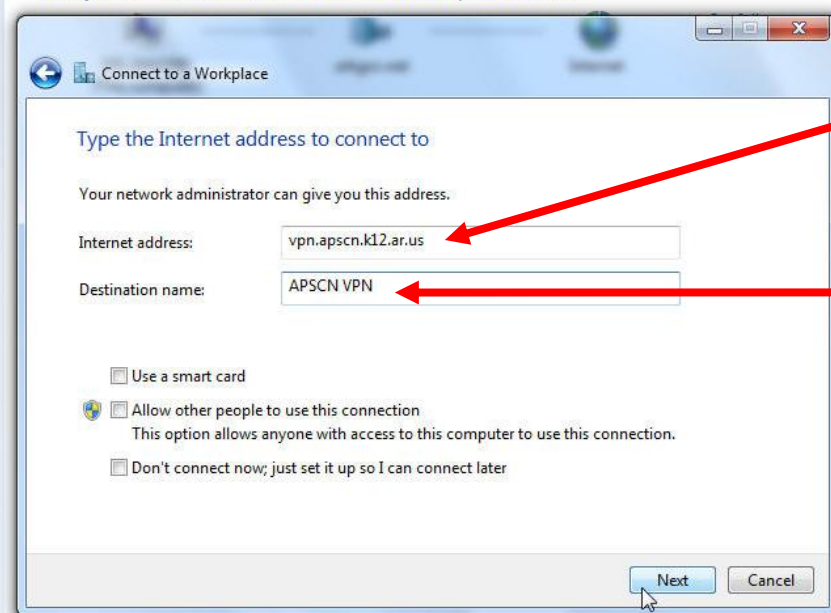 Connect to a Workplace
Type the Internet address to connect to
Your network administrator can give you this address.
Internet address: vpn.apscn.k12.ar.us
Destination name: APSCN VPN
Use a smart card
Allow other people to use this connection
This option allows anyone with access to this computer to use this connection.
Don't connect now; just set it up so I can connect later
Next Cancel